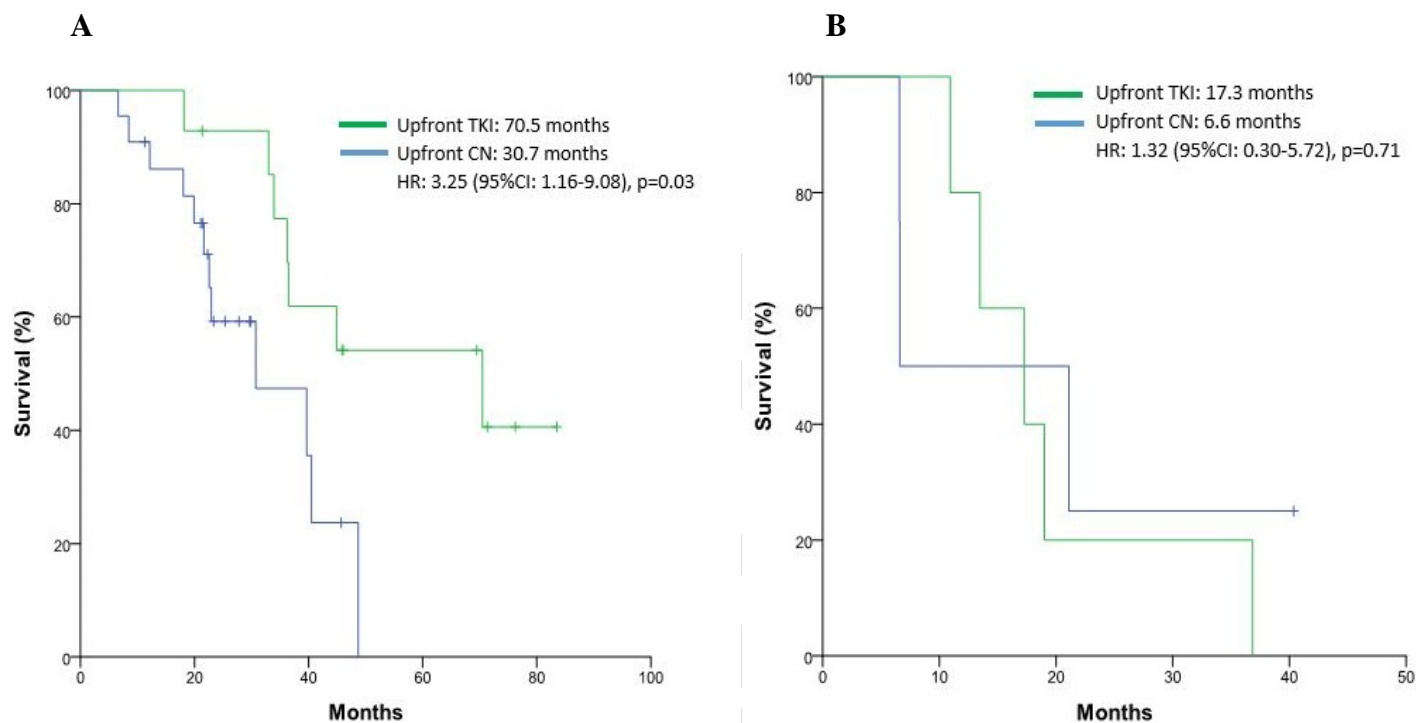 A
100
80
60
40
20
0
Survival (%)
Upfront TKI: 70.5 months
Upfront CN: 30.7 months
HR: 3.25 (95%CI: 1.16-9.08), p=0.03
0 20 40 60 80 100
Months
B
100
80
60
40
20
0
Survival (%)
Upfront TKI: 17.3 months
Upfront CN: 6.6 months
HR: 1.32 (95%CI: 0.30-5.72), p=0.71
0 10 20 30 40 50
Months